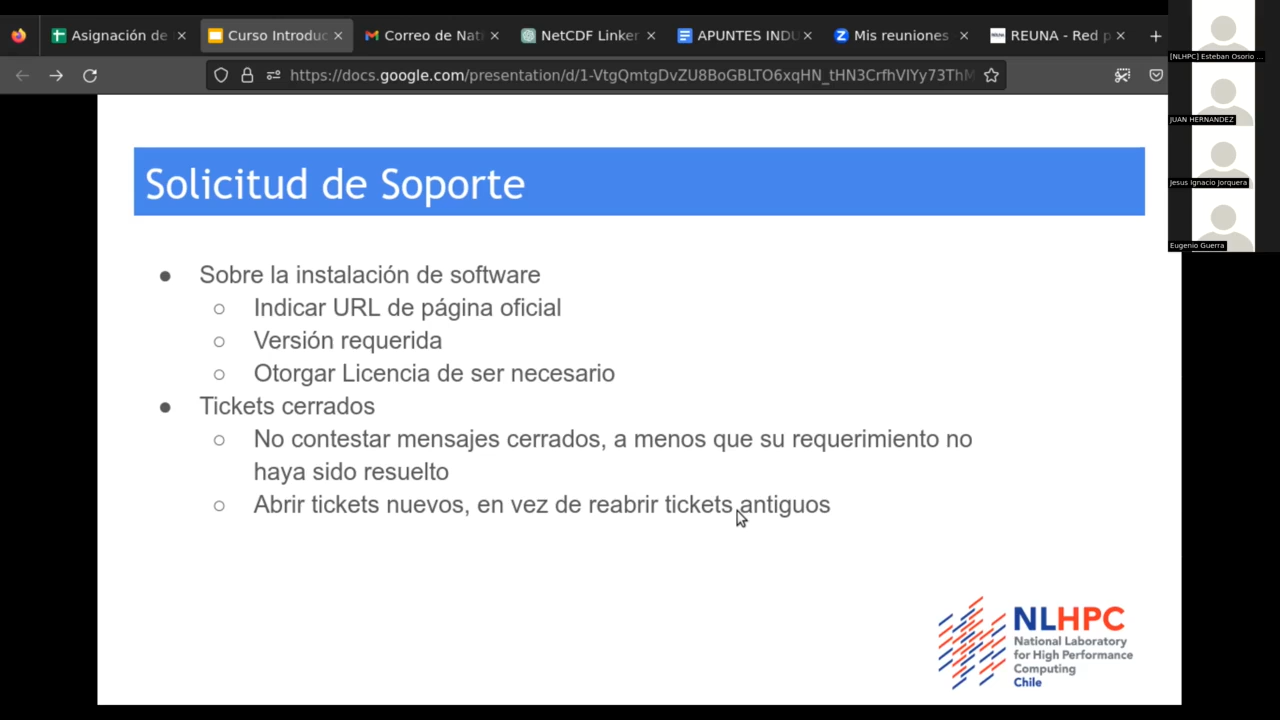 Asignación de
Curso Introduc
Correo de Nat
NetCDF Linker
APUNTES INDU
Mis reuniones
REUNA - Red p
https://docs.google.com/presentation/d/1-VtgQmtgDvZU8BoGBLTO6xqHN_tHN3CrfhVIYy73ThM
[NLHPC] Esteban Osorio ...
JUAN HERNANDEZ
Jesus Ignacio Jorquera
Eugenio Guerra
Solicitud de Soporte
● Sobre la instalación de software
○ Indicar URL de página oficial
○ Versión requerida
○ Otorgar Licencia de ser necesario
● Tickets cerrados
○ No contestar mensajes cerrados, a menos que su requerimiento no
haya sido resuelto
○ Abrir tickets nuevos, en vez de reabrir tickets antiguos
NLHPC
National Laboratory
for High Performance
Computing
Chile